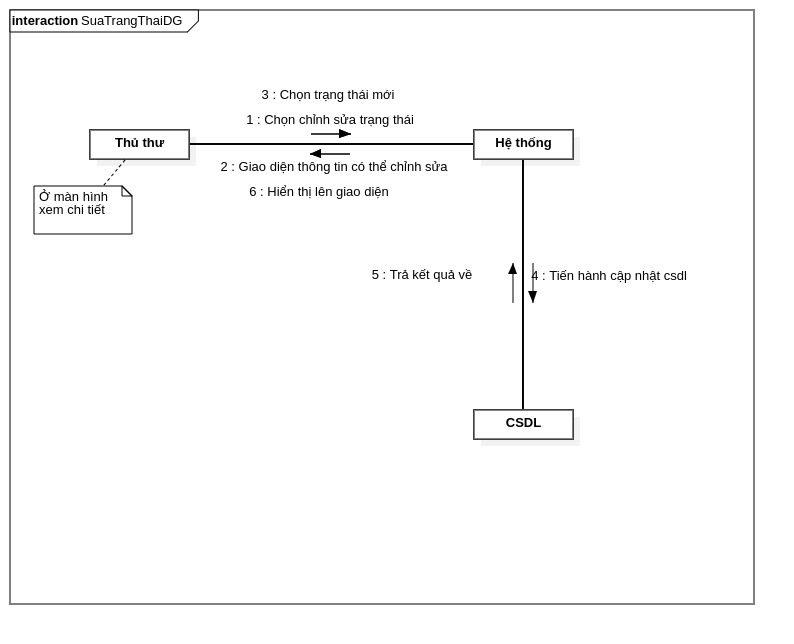 interaction SuaTrangThaiDG
3 : Chọn trạng thái mới
1 : Chọn chỉnh sửa trạng thái
Thủ thư
Hệ thống
2 : Giao diện thông tin có thể chỉnh sửa
6 : Hiển thị lên giao diện
Ở màn hình
xem chi tiết
5 : Trả kết quả về
4 : Tiến hành cập nhật csdl
CSDL